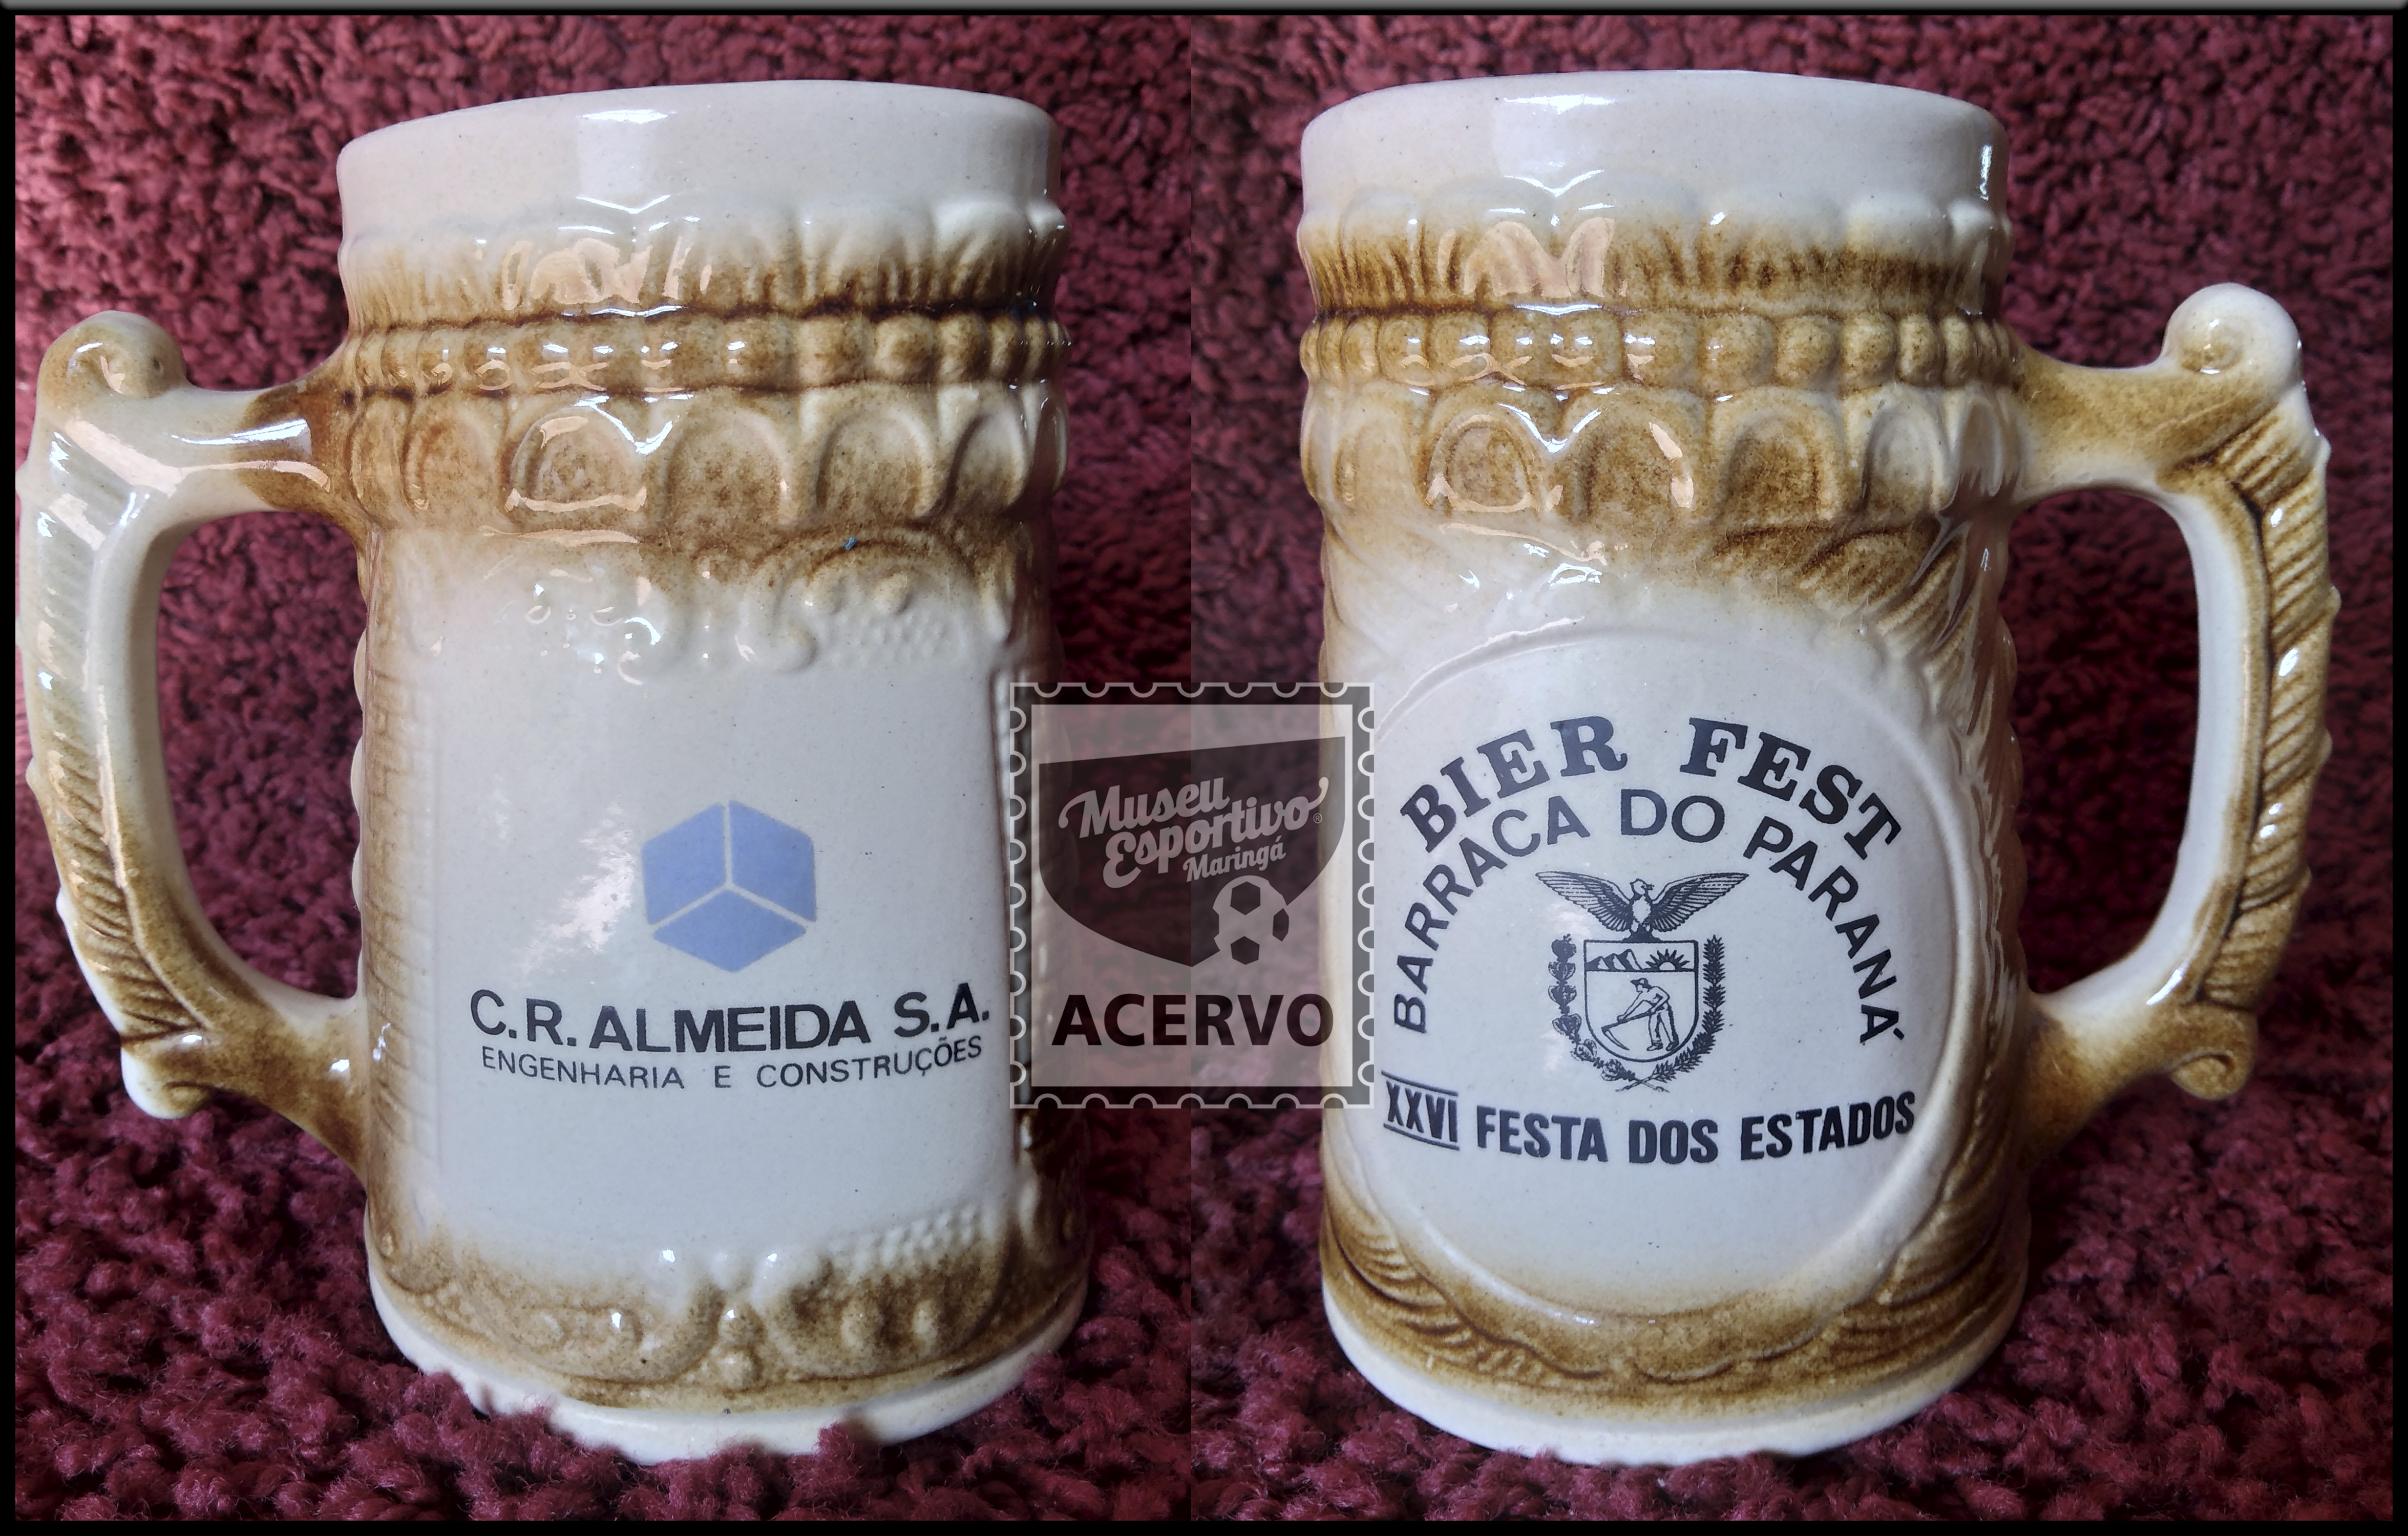 C.R. ALMEIDA S.A.
ENGENHARIA E CONSTRUÇÕES
Museu
Esportivo®
Maringá
ACERVO
BIER FEST
BARRACA DO PARANÁ
XXVI FESTA DOS ESTADOS